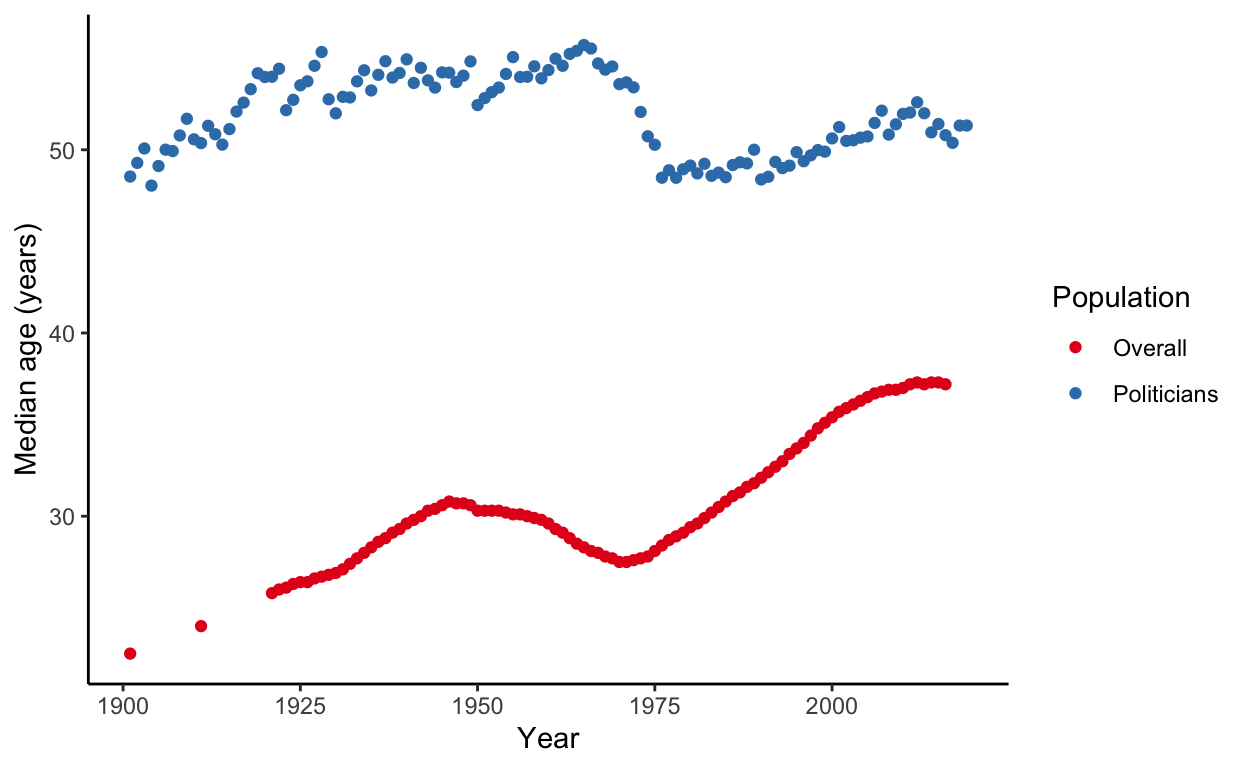 50
40
30
Median age (years)
1900 1925 1950 1975 2000
Year
Population
Overall
Politicians